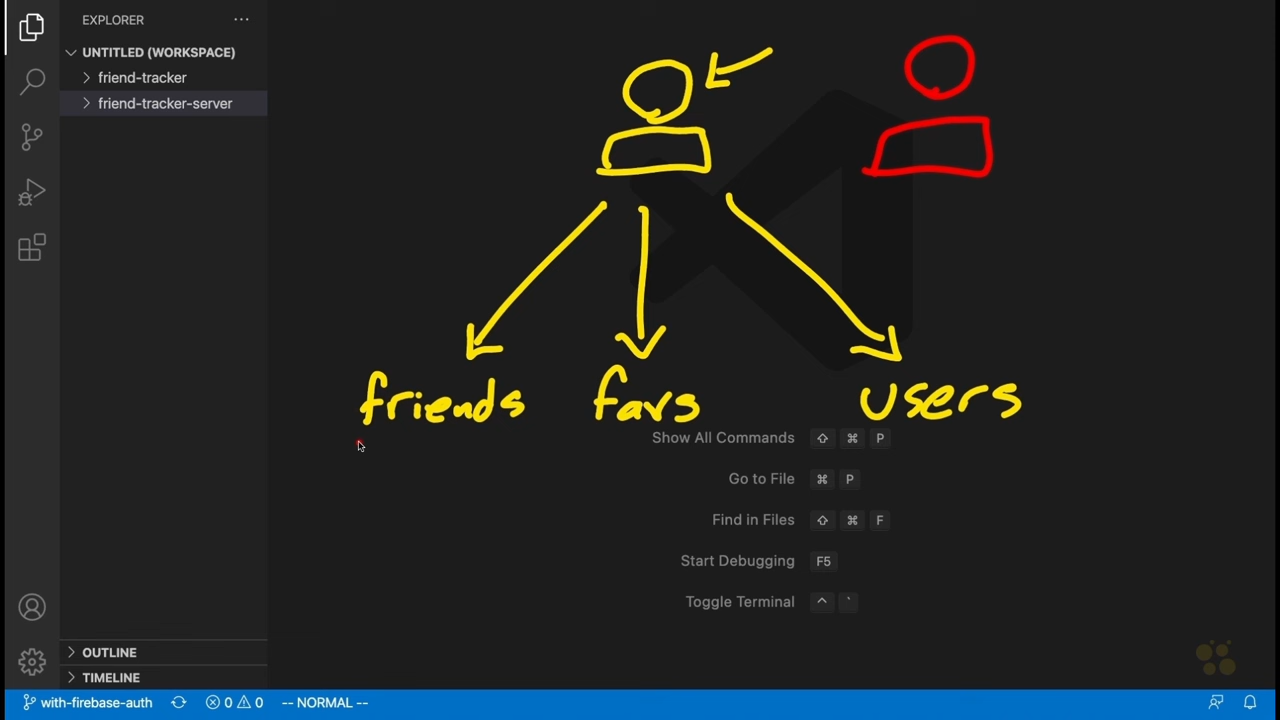 EXPLORER ...
UNTITLED (WORKSPACE)
friend-tracker
friend-tracker-server
friends favs users
Show All Commands ⇧ ⌘ P
Go to File ⌘ P
Find in Files ⇧ ⌘ F
Start Debugging F5
Toggle Terminal ^ `
OUTLINE
TIMELINE
with-firebase-auth 0 0 -- NORMAL --